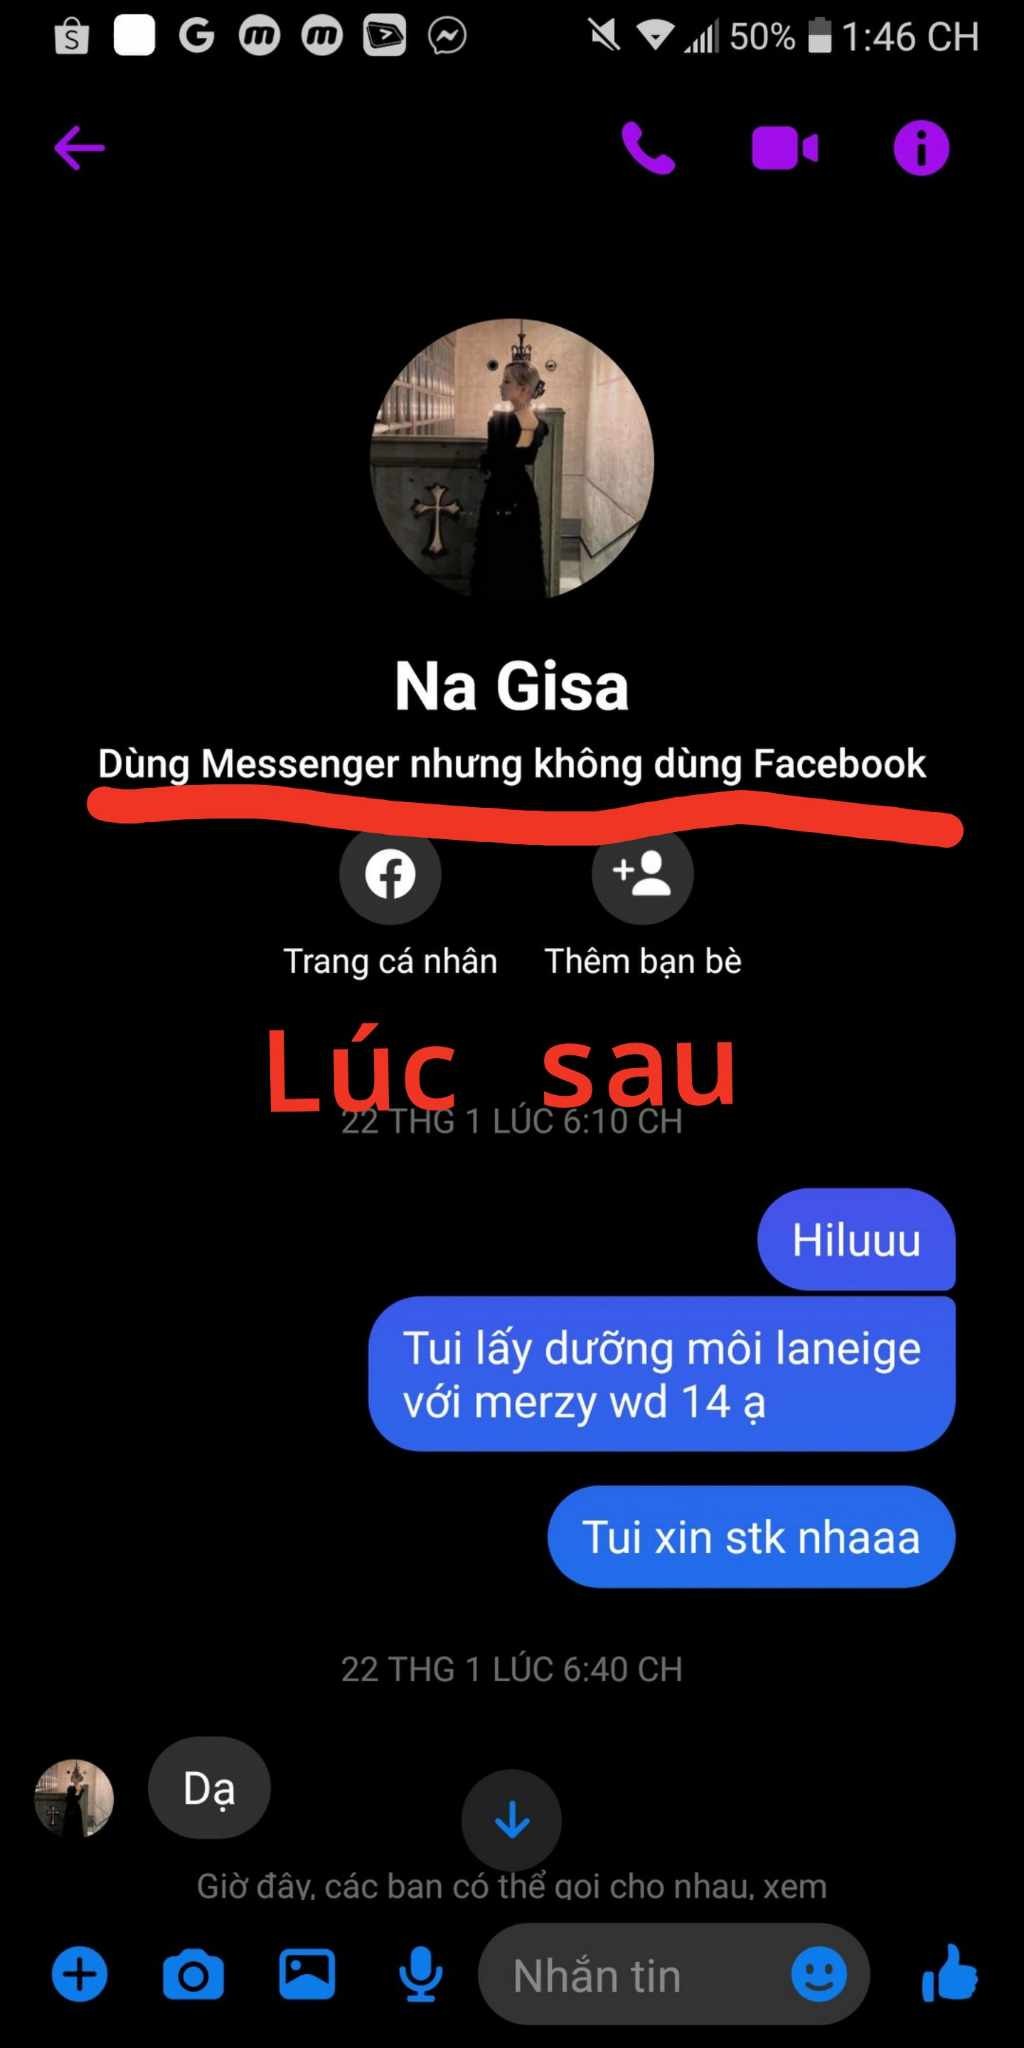 50% 1:46 CH
Na Gisa
Dùng Messenger nhưng không dùng Facebook
Trang cá nhân Thêm bạn bè
Lúc sau
22 THG 1 LÚC 6:10 CH
Hiluuu
Tui lấy dưỡng môi laneige
với merzy wd 14 ạ
Tui xin stk nhaaa
22 THG 1 LÚC 6:40 CH
Dạ
Giờ đây, các bạn có thể gọi cho nhau, xem
Nhắn tin